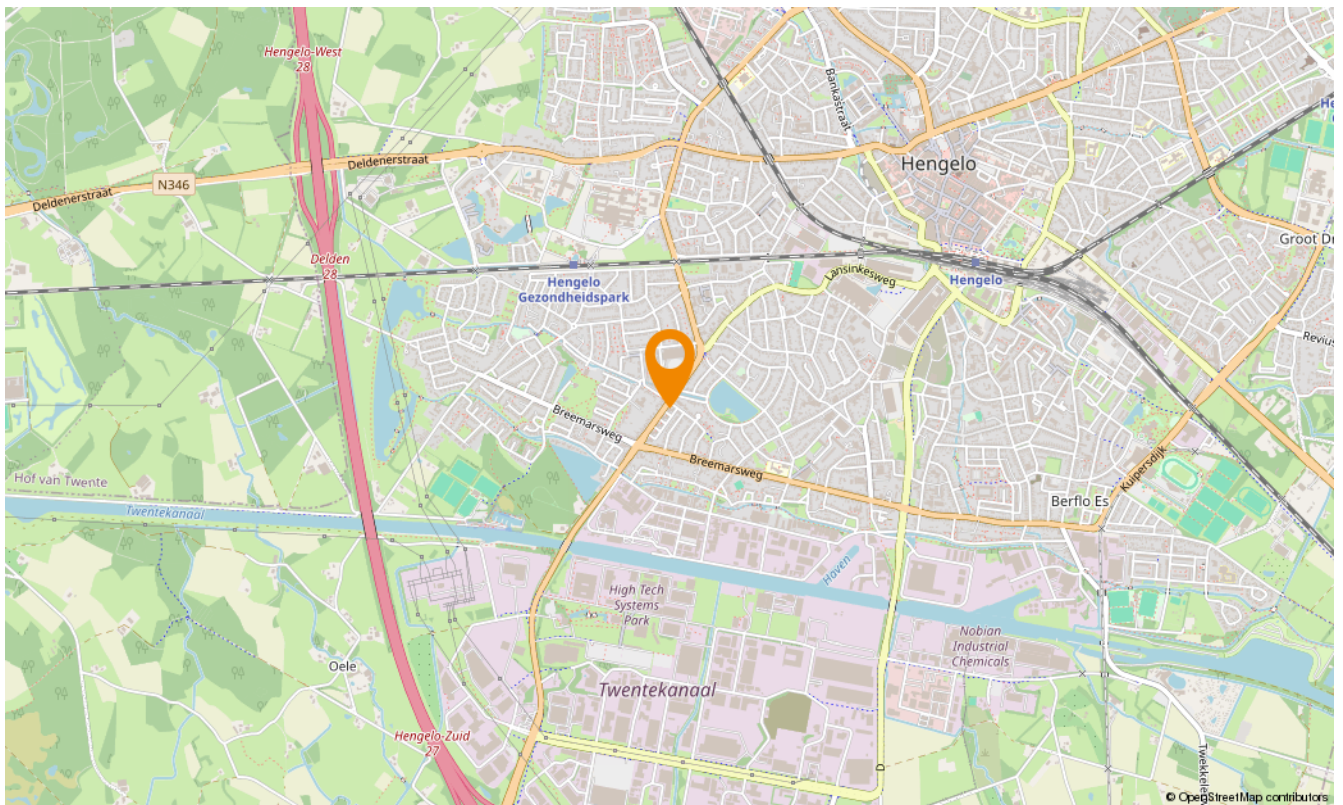 Hengelo-West
28
Bankastraat
Deldenerstraat
Hengelo
N346
Deldenerstraat
Delden
28
Groot Dr
Lansinkesweg
Hengelo
Gezondheidspark
Hengelo
Revius
Breemarsweg
Breemarsweg
Kuipersdijk
Hof van Twente
Berflo Es
Twentekanaal
Haven
High Tech
Systems
Park
Nobian
Industrial
Chemicals
Oele
Twentekanaal
Hengelo-Zuid
27
© OpenStreetMap contributors